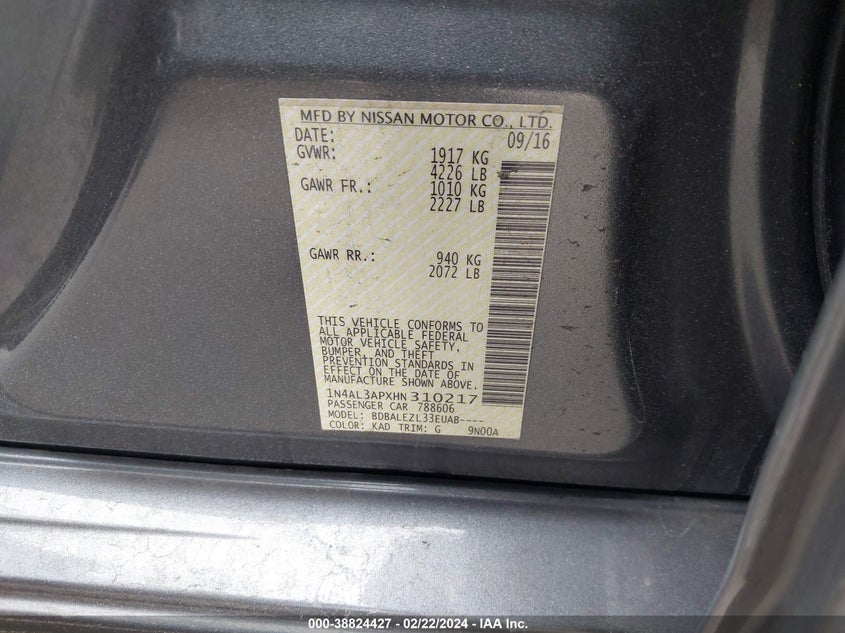 MFD BY NISSAN MOTOR CO., LTD.
DATE: 09/16
GVWR: 1917 KG
4226 LB
GAWR FR.: 1010 KG
2227 LB
GAWR RR.: 940 KG
2072 LB
THIS VEHICLE CONFORMS TO
ALL APPLICABLE FEDERAL
MOTOR VEHICLE SAFETY,
BUMPER, AND THEFT
PREVENTION STANDARDS IN
EFFECT ON THE DATE OF
MANUFACTURE SHOWN ABOVE.
1N4AL3APXHN310217
PASSENGER CAR 788606
MODEL: BDBALEZL33EUAB----
COLOR: KAD TRIM: G 9N00A
000-38824427 - 02/22/2024 - IAA Inc.